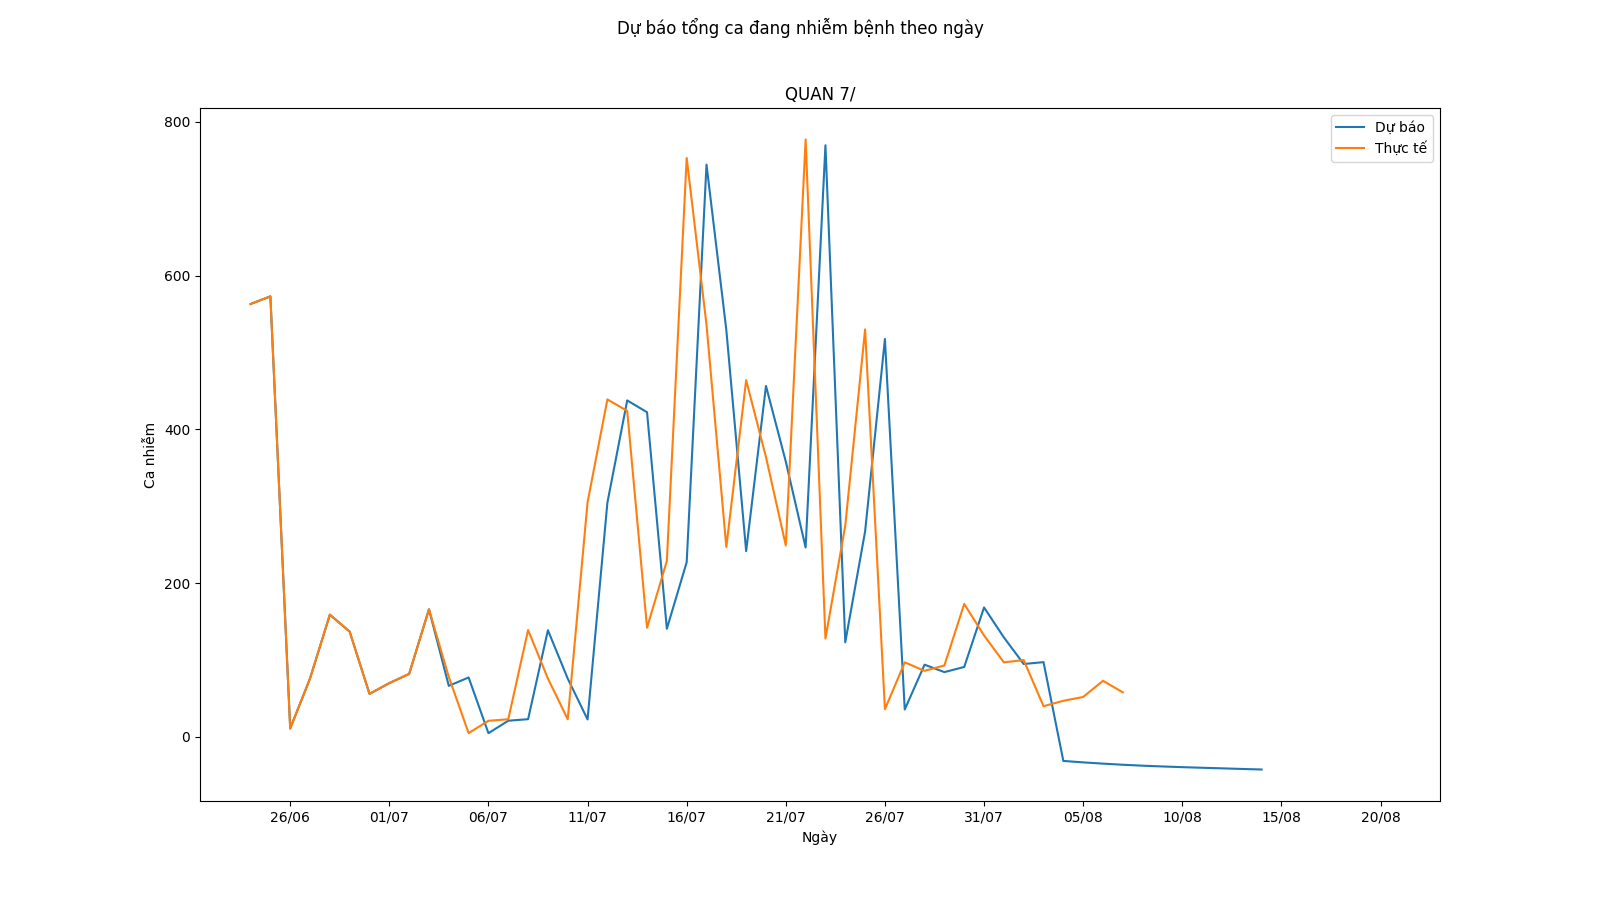 Dự báo tổng ca đang nhiễm bệnh theo ngày
QUAN 7/
Dự báo
Thực tế
Ca nhiễm
800
600
400
200
0
26/06 01/07 06/07 11/07 16/07 21/07 26/07 31/07 05/08 10/08 15/08 20/08
Ngày